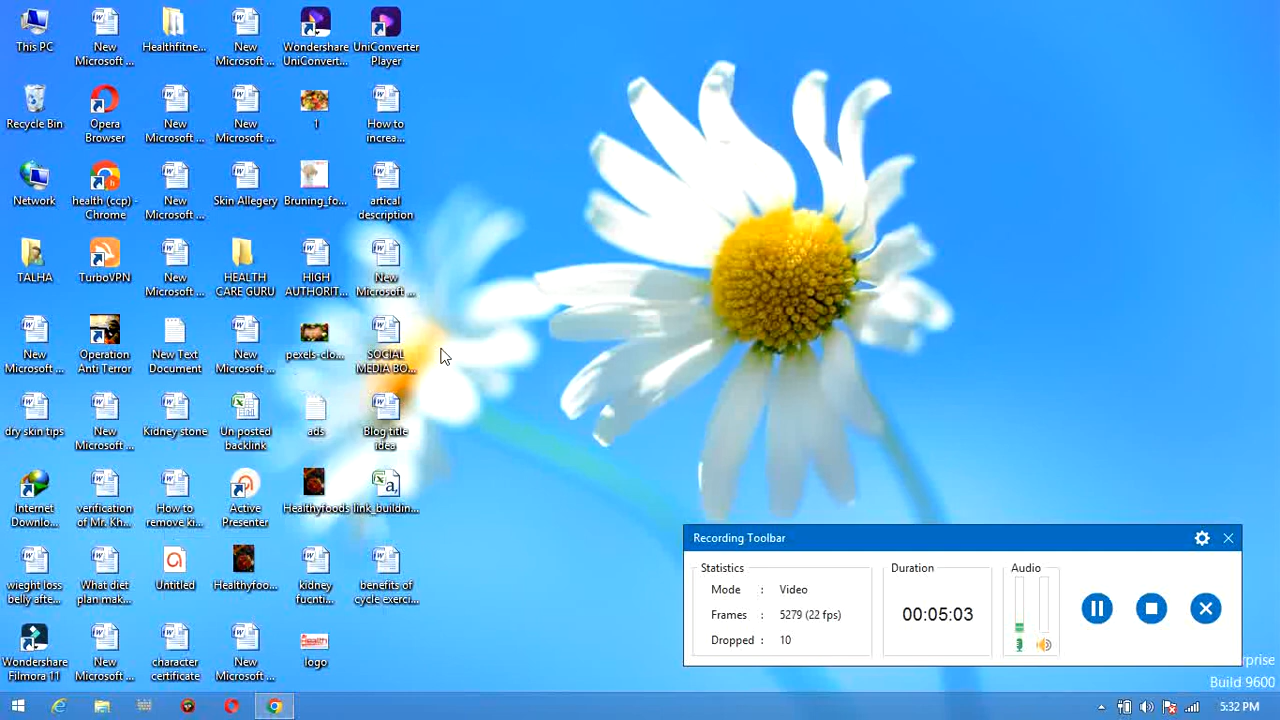 This PC
New
Microsoft ...
Healthfitne...
New
Microsoft ...
Wondershare
UniConvert...
UniConverter
Player
Recycle Bin
Opera
Browser
New
Microsoft ...
New
Microsoft ...
1
How to
increa...
Network
health (ccp) -
Chrome
New
Microsoft ...
Skin Allegery
Bruning_fo...
artical
description
TALHA
TurboVPN
New
Microsoft ...
HEALTH
CARE GURU
HIGH
AUTHORIT...
New
Microsoft ...
New
Microsoft ...
Operation
Anti Terror
New Text
Document
New
Microsoft ...
pexels-clo...
SOCIAL
MEDIA BO...
dry skin tips
New
Microsoft ...
Kidney stone
Un posted
backlink
ads
Blog title
idea
Internet
Downlo...
verification
of Mr. Kh...
How to
remove ki...
Active
Presenter
Healthyfoods
link_buildin...
wieght loss
belly afte...
What diet
plan mak...
Untitled
Healthyfoo...
kidney
fucnti...
benefits of
cycle exerci...
Wondershare
Filmora 11
New
Microsoft ...
character
certificate
New
Microsoft ...
logo
Recording Toolbar
Statistics
Mode : Video
Frames : 5279 (22 fps)
Dropped : 10
Duration
00:05:03
Audio
rprise
Build 9600
5:32 PM